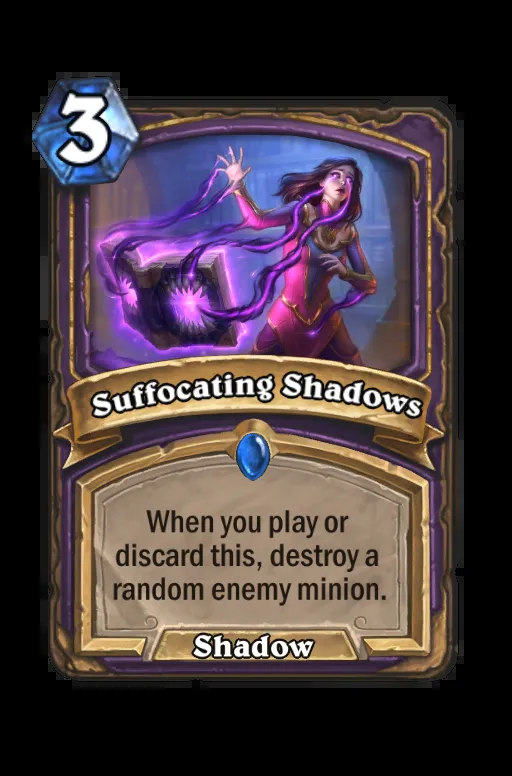 3
Suffocating Shadows
When you play or
discard this, destroy a
random enemy minion.
Shadow